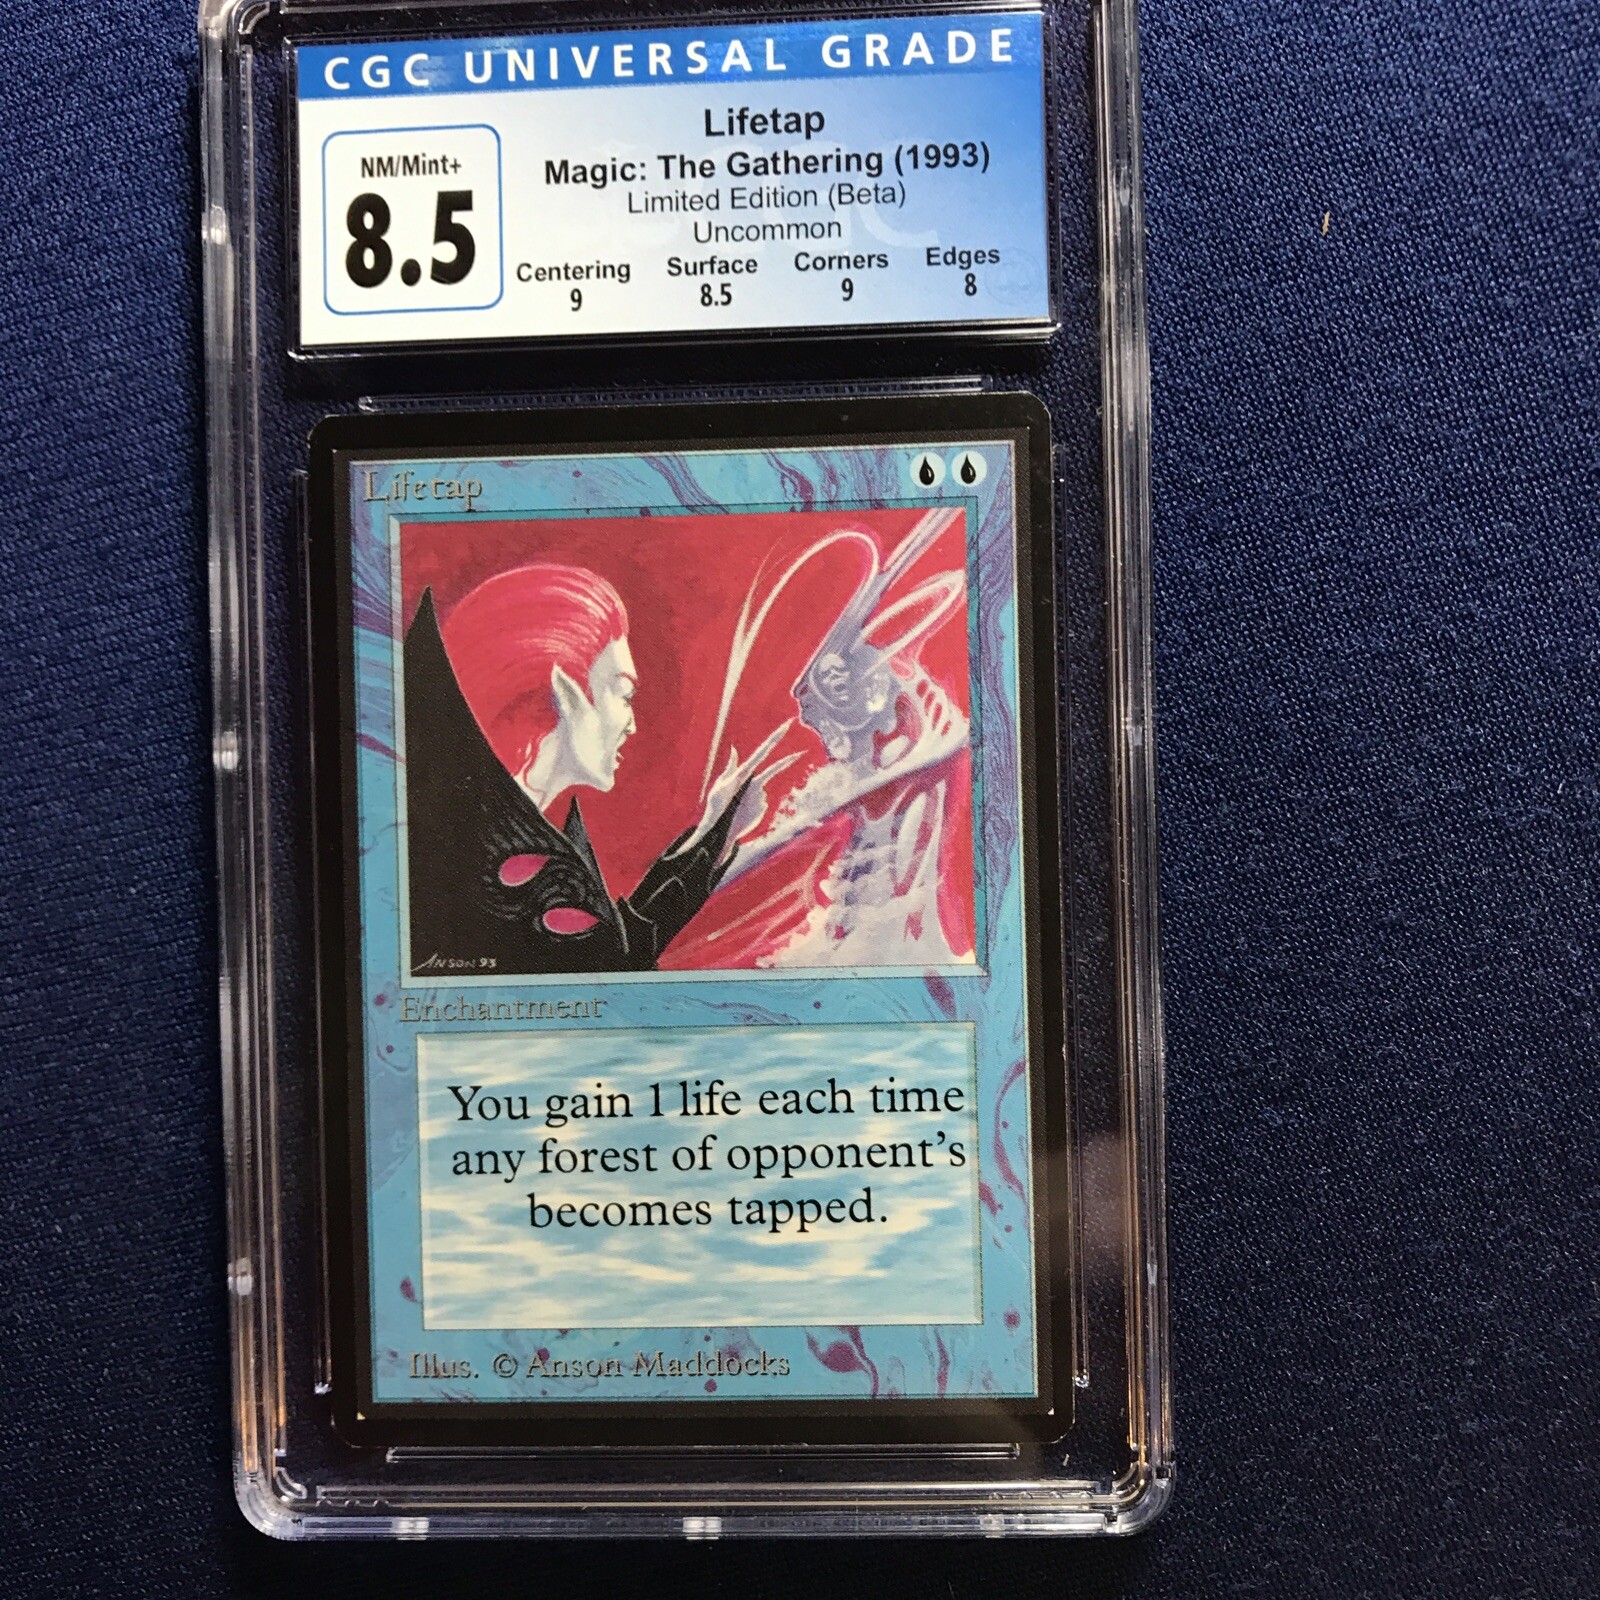 CGC UNIVERSAL GRADE
Lifetap
Magic: The Gathering (1993)
Limited Edition (Beta)
Uncommon
NM/Mint+
8.5
Centering Surface Corners Edges
9 8.5 9 8
Lifetap
ANSON 93
Enchantment
You gain 1 life each time
any forest of opponent's
becomes tapped.
Illus. © Anson Maddocks